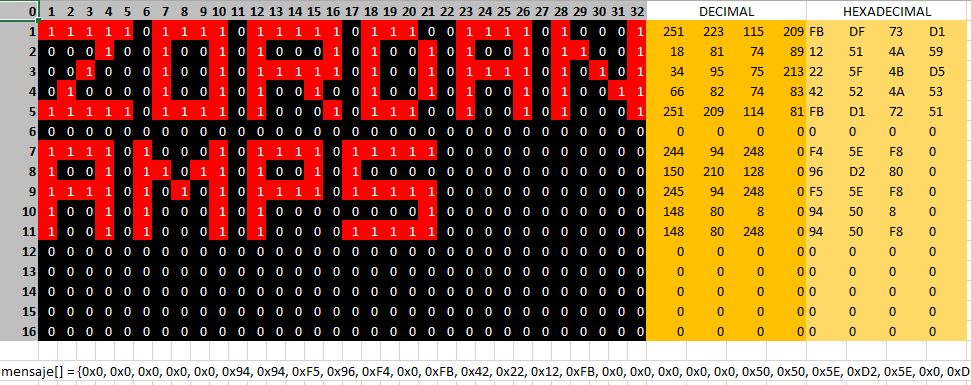 0 1 2 3 4 5 6 7 8 9 10 11 12 13 14 15 16 17 18 19 20 21 22 23 24 25 26 27 28 29 30 31 32 DECIMAL HEXADECIMAL
1 1 1 1 1 1 0 1 1 1 1 0 1 1 1 1 1 0 1 1 1 0 0 1 1 1 1 0 1 0 0 0 1 251 223 115 209 FB DF 73 D1
2 0 0 0 1 0 0 1 0 0 1 0 1 0 0 0 1 0 1 0 0 1 0 1 0 0 1 0 1 1 0 0 1 18 81 74 89 12 51 4A 59
3 0 0 1 0 0 0 1 0 0 1 0 1 1 1 1 1 0 1 0 0 1 0 1 1 1 1 0 1 0 1 0 1 34 95 75 213 22 5F 4B D5
4 0 1 0 0 0 0 1 0 0 1 0 1 0 0 1 0 0 1 0 0 1 0 1 0 0 1 0 1 0 0 1 1 66 82 74 83 42 52 4A 53
5 1 1 1 1 1 0 1 1 1 1 0 1 0 0 0 1 0 1 1 1 0 0 1 0 0 1 0 1 0 0 0 1 251 209 114 81 FB D1 72 51
6 0 0 0 0 0 0 0 0 0 0 0 0 0 0 0 0 0 0 0 0 0 0 0 0 0 0 0 0 0 0 0 0 0 0 0 0 0 0 0 0
7 1 1 1 1 0 1 0 0 0 1 0 1 1 1 1 0 1 1 1 1 1 0 0 0 0 0 0 0 0 0 0 0 244 94 248 0 F4 5E F8 0
8 1 0 0 1 0 1 1 0 1 1 0 1 0 0 1 0 1 0 0 0 0 0 0 0 0 0 0 0 0 0 0 0 150 210 128 0 96 D2 80 0
9 1 1 1 1 0 1 0 1 0 1 0 1 1 1 1 0 1 1 1 1 1 0 0 0 0 0 0 0 0 0 0 0 245 94 248 0 F5 5E F8 0
10 1 0 0 1 0 1 0 0 0 1 0 1 0 0 0 0 0 0 0 0 1 0 0 0 0 0 0 0 0 0 0 0 148 80 8 0 94 50 8 0
11 1 0 0 1 0 1 0 0 0 1 0 1 0 0 0 0 1 1 1 1 1 0 0 0 0 0 0 0 0 0 0 0 148 80 248 0 94 50 F8 0
12 0 0 0 0 0 0 0 0 0 0 0 0 0 0 0 0 0 0 0 0 0 0 0 0 0 0 0 0 0 0 0 0 0 0 0 0 0 0 0 0
13 0 0 0 0 0 0 0 0 0 0 0 0 0 0 0 0 0 0 0 0 0 0 0 0 0 0 0 0 0 0 0 0 0 0 0 0 0 0 0 0
14 0 0 0 0 0 0 0 0 0 0 0 0 0 0 0 0 0 0 0 0 0 0 0 0 0 0 0 0 0 0 0 0 0 0 0 0 0 0 0 0
15 0 0 0 0 0 0 0 0 0 0 0 0 0 0 0 0 0 0 0 0 0 0 0 0 0 0 0 0 0 0 0 0 0 0 0 0 0 0 0 0
16 0 0 0 0 0 0 0 0 0 0 0 0 0 0 0 0 0 0 0 0 0 0 0 0 0 0 0 0 0 0 0 0 0 0 0 0 0 0 0 0
mensaje[] = {0x0, 0x0, 0x0, 0x0, 0x0, 0x94, 0x94, 0xF5, 0x96, 0xF4, 0x0, 0xFB, 0x42, 0x22, 0x12, 0xFB, 0x0, 0x0, 0x0, 0x0, 0x0, 0x50, 0x50, 0x5E, 0xD2, 0x5E, 0x0, 0xD